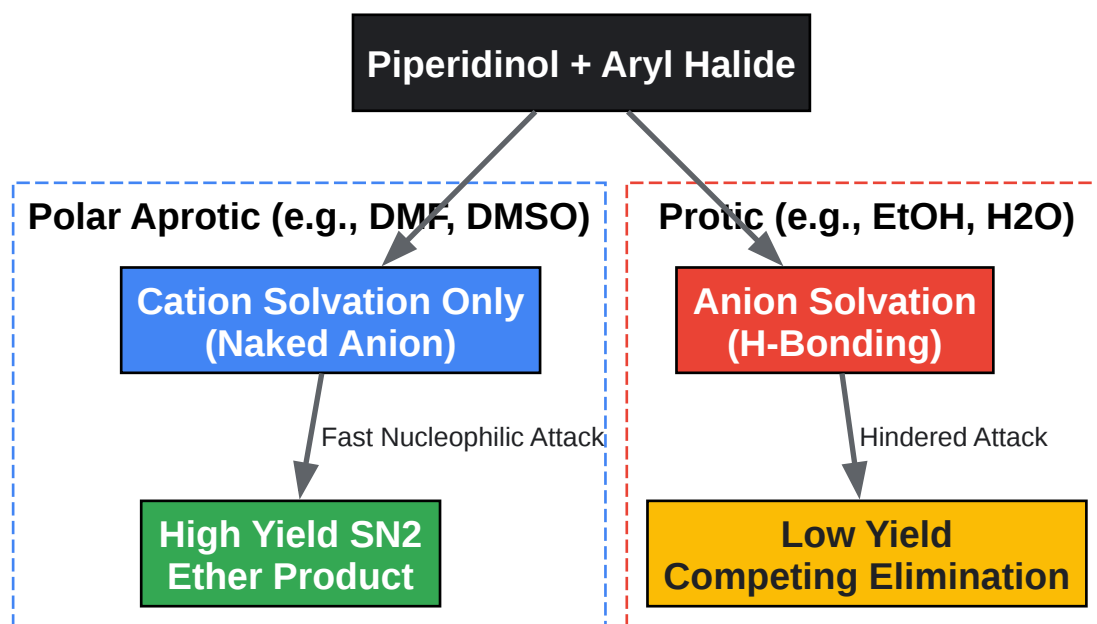 Piperidinol + Aryl Halide
Polar Aprotic (e.g., DMF, DMSO)
Protic (e.g., EtOH, H2O)
Cation Solvation Only
(Naked Anion)
Anion Solvation
(H-Bonding)
Fast Nucleophilic Attack
Hindered Attack
High Yield SN2
Ether Product
Low Yield
Competing Elimination